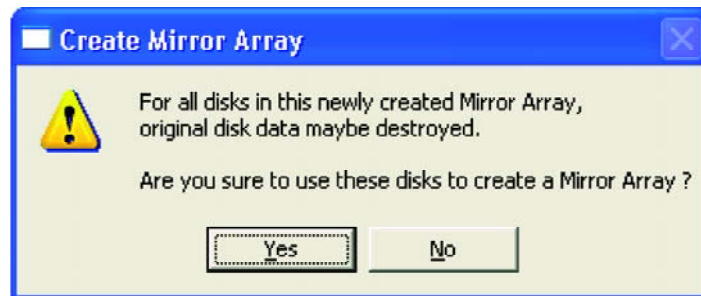 Create Mirror Array
For all disks in this newly created Mirror Array,
original disk data maybe destroyed.
Are you sure to use these disks to create a Mirror Array ?
Yes
No